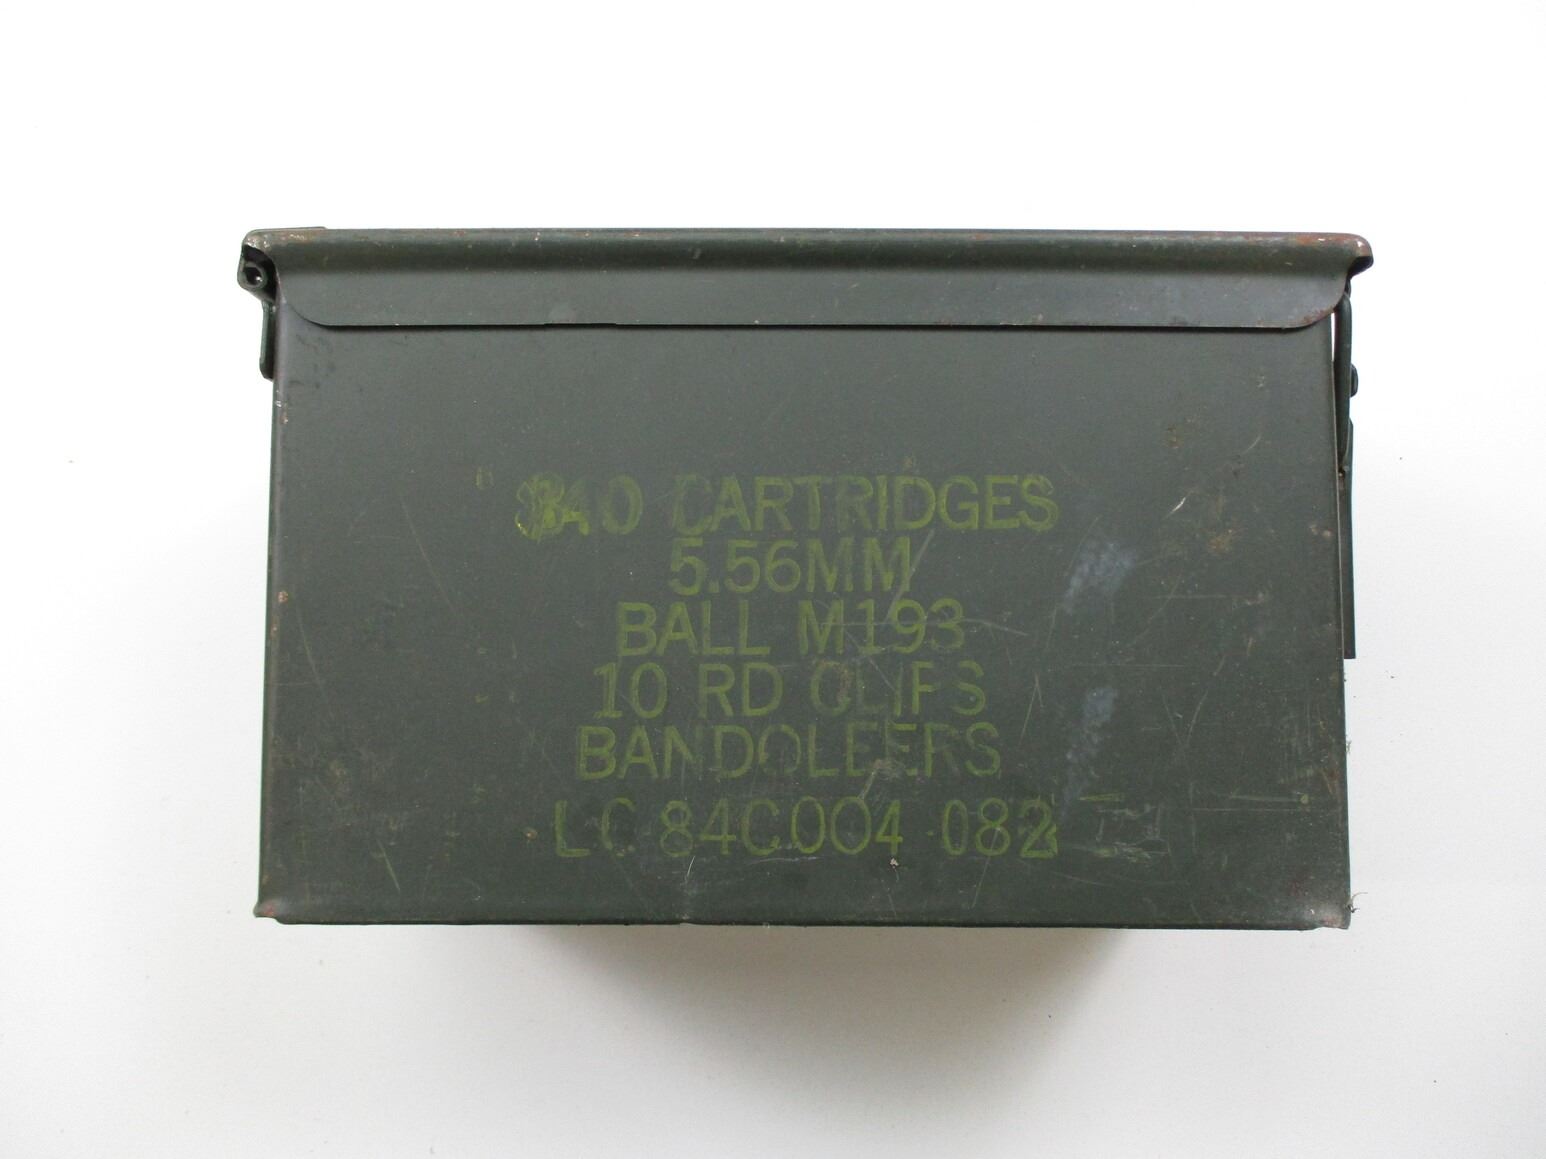 840 CARTRIDGES
5.56MM
BALL M193
10 RD CLIPS
BANDOLEERS
LC 84C004 082